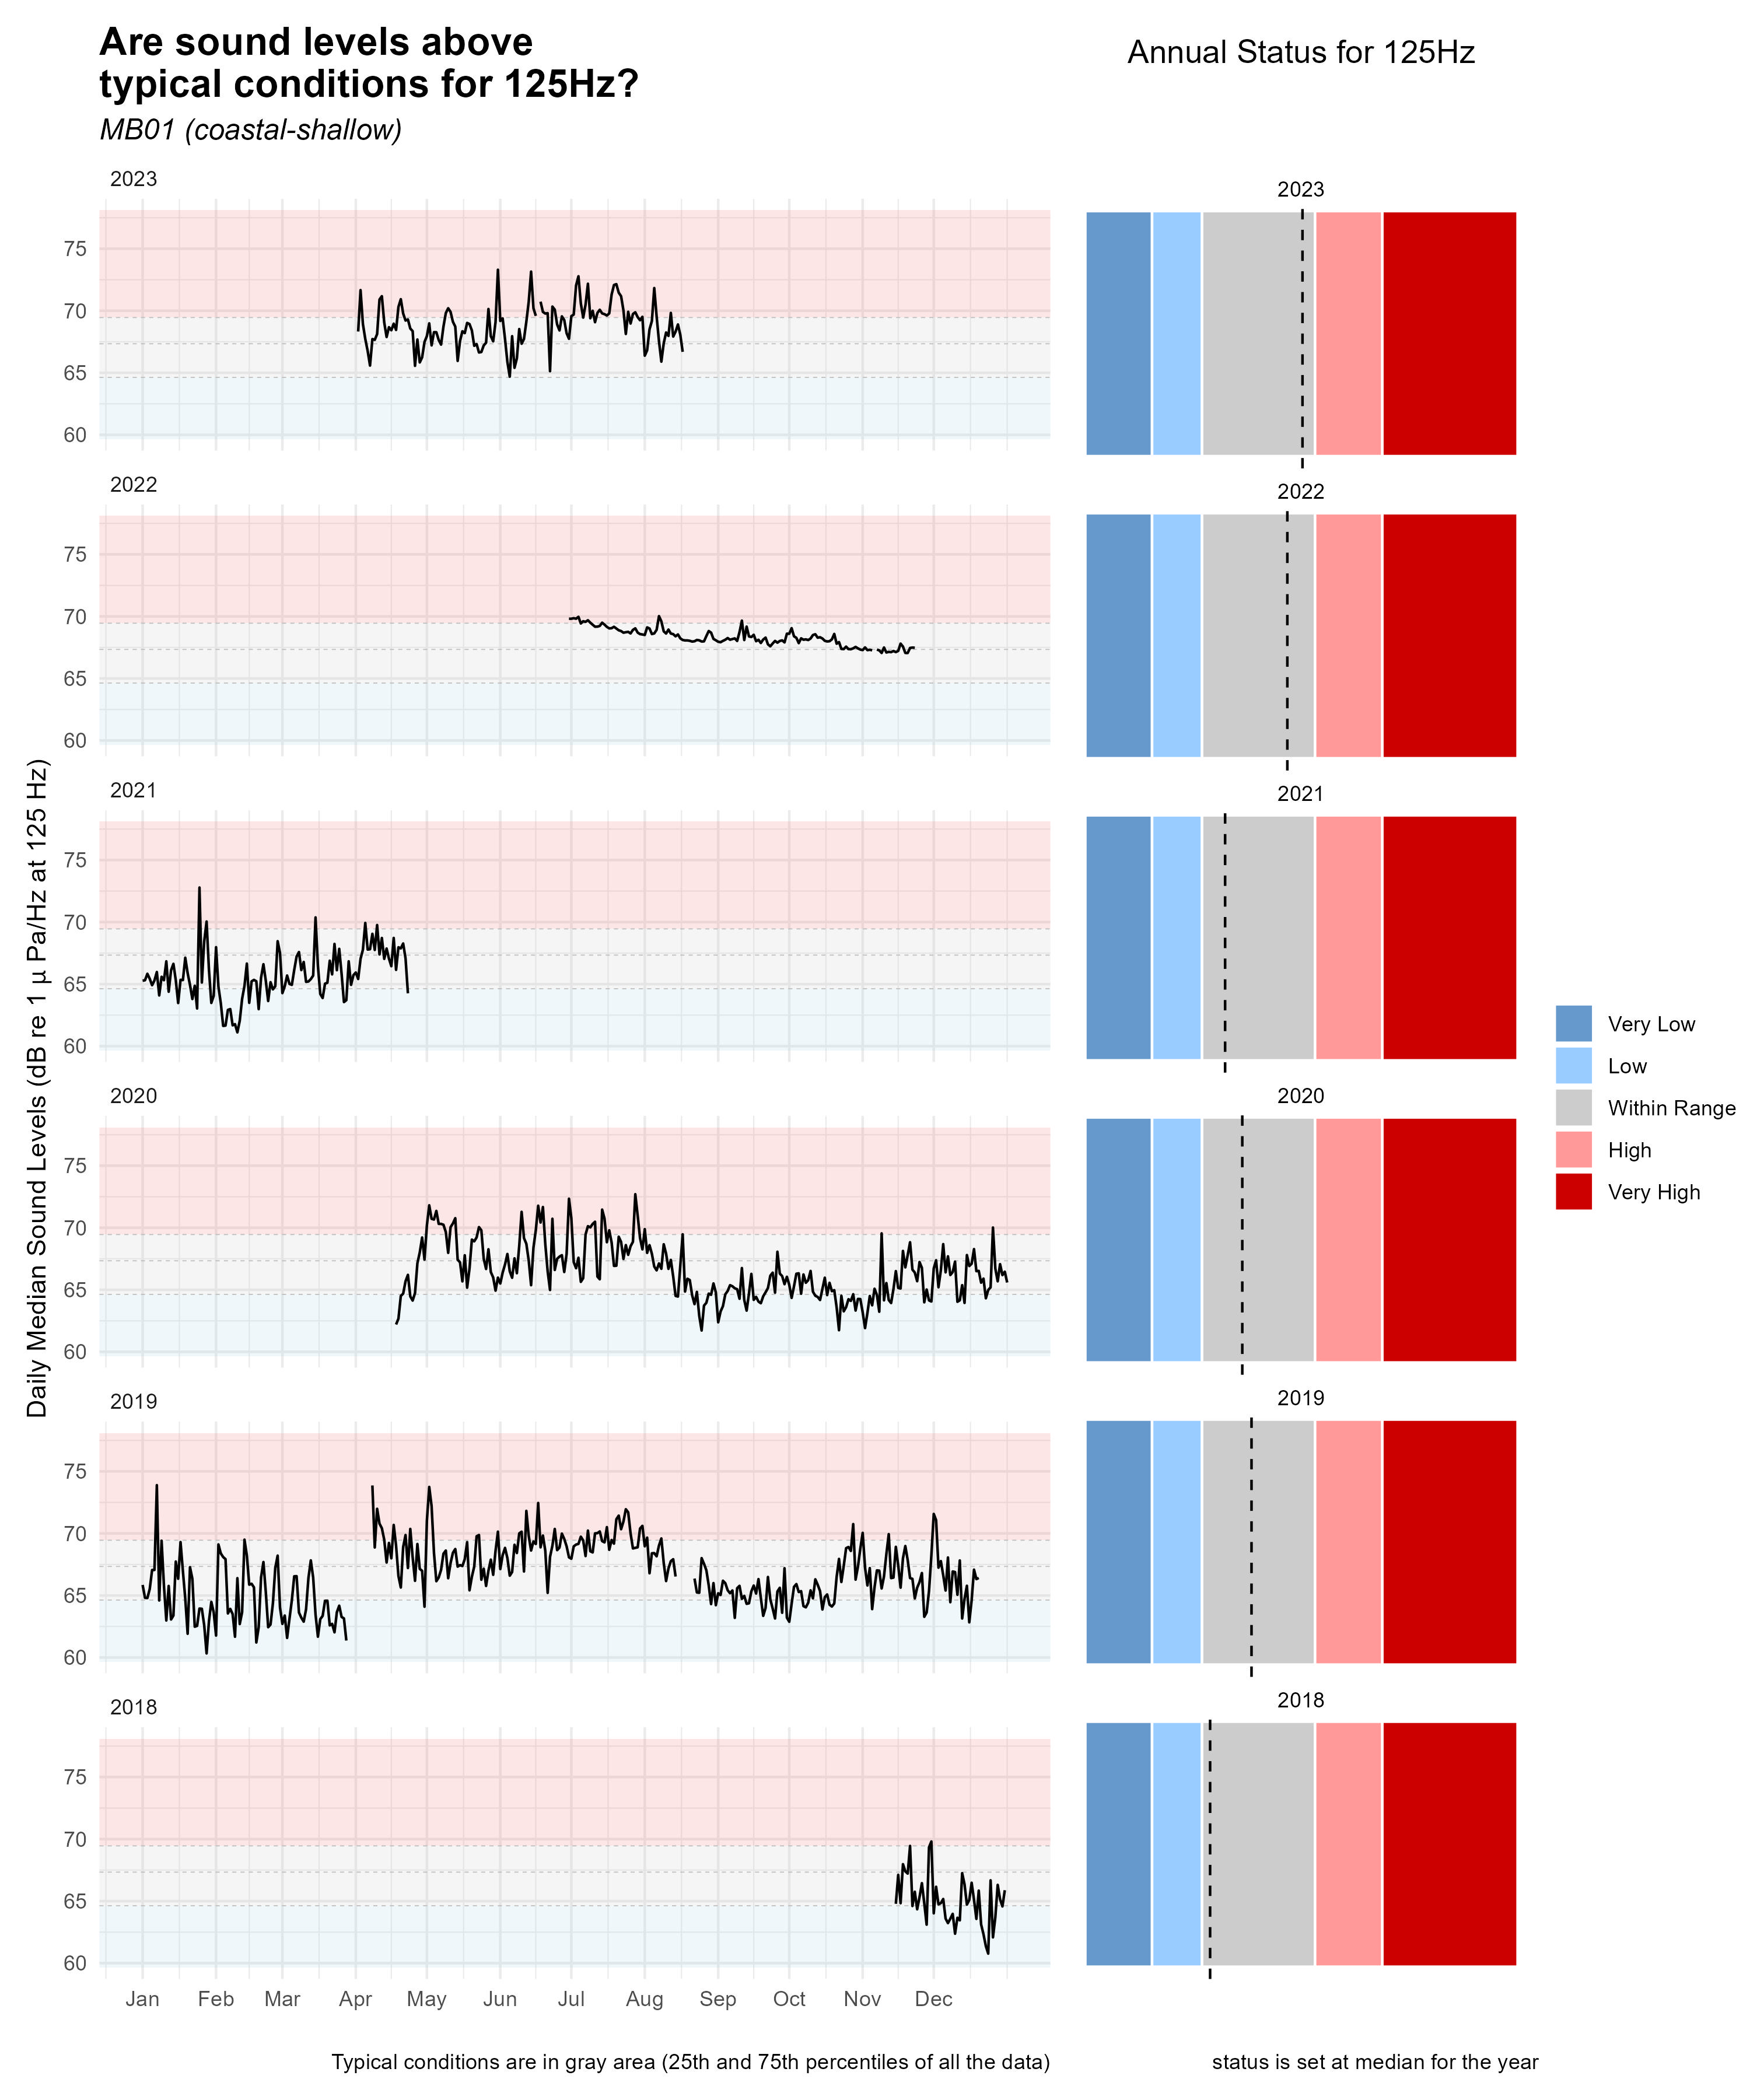 Are sound levels above
typical conditions for 125Hz?
MB01 (coastal-shallow)
Annual Status for 125Hz
Daily Median Sound Levels (dB re 1 μ Pa/Hz at 125 Hz)
2023
75
70
65
60
2022
75
70
65
60
2021
75
70
65
60
2020
75
70
65
60
2019
75
70
65
60
2018
75
70
65
60
Jan Feb Mar Apr May Jun Jul Aug Sep Oct Nov Dec
Typical conditions are in gray area (25th and 75th percentiles of all the data)
2023
2022
2021
2020
2019
2018
status is set at median for the year
Very Low
Low
Within Range
High
Very High